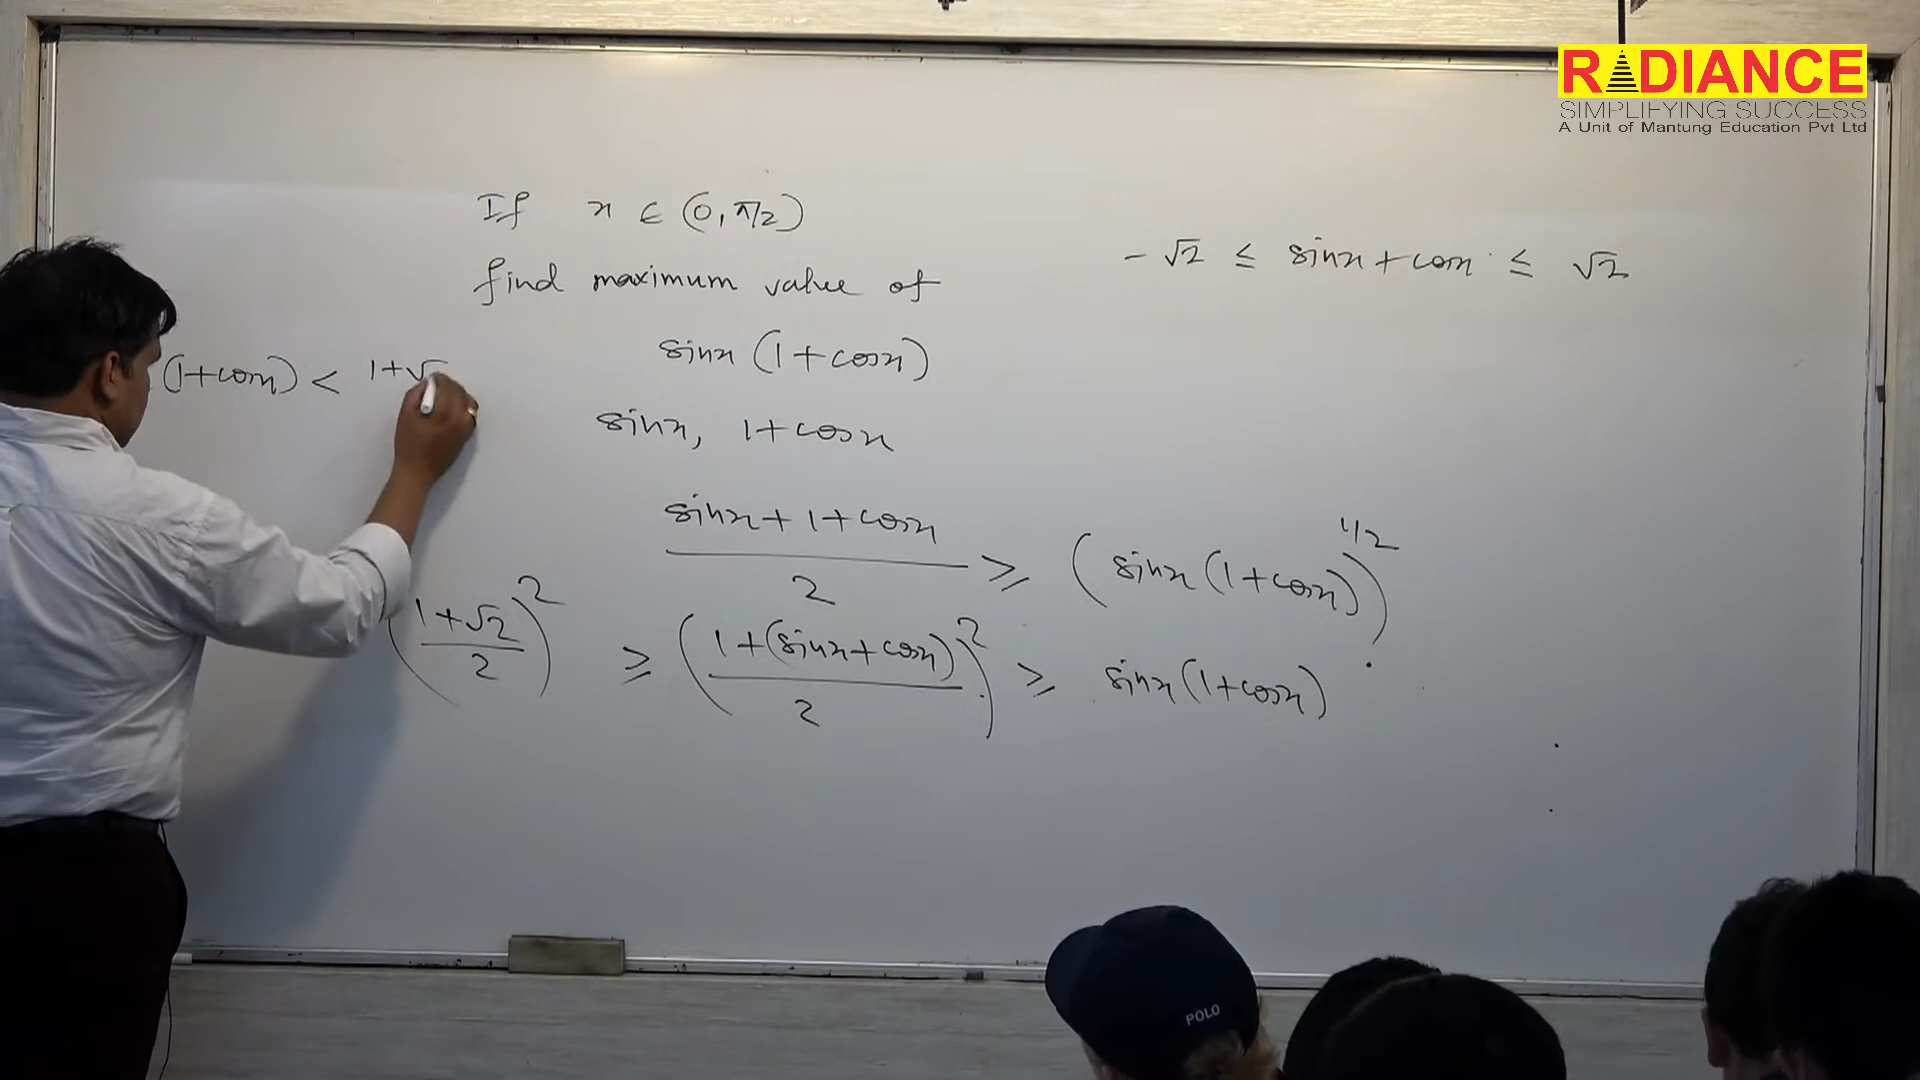 RADIANCE
SIMPLIFYING SUCCESS
A Unit of Mantung Education Pvt Ltd
If x ∈ (0, π/2)
find maximum value of
sinx (1+cosx)
-√2 ≤ sinx + cosx ≤ √2
(1+cosx) < 1+√
sinx, 1+cosx
(sinx + 1 + cosx)/2 ≥ (sinx (1+cosx))^1/2
((1+√2)/2)^2 ≥ ((1+(sinx+cosx))/2)^2 ≥ sinx (1+cosx)
POLO